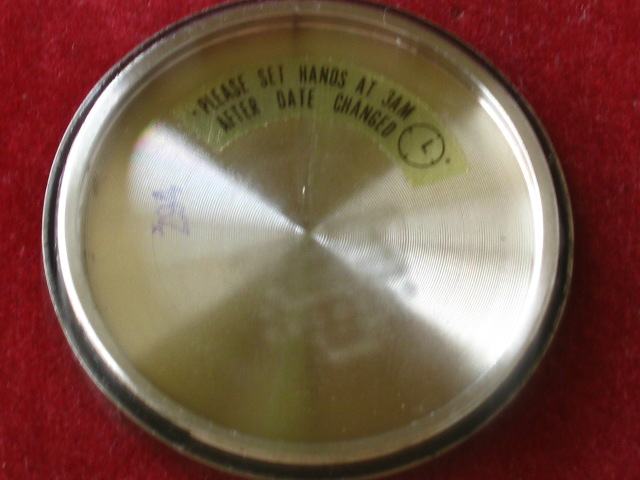 PLEASE SET HANDS AT 3AM
AFTER DATE CHANGED